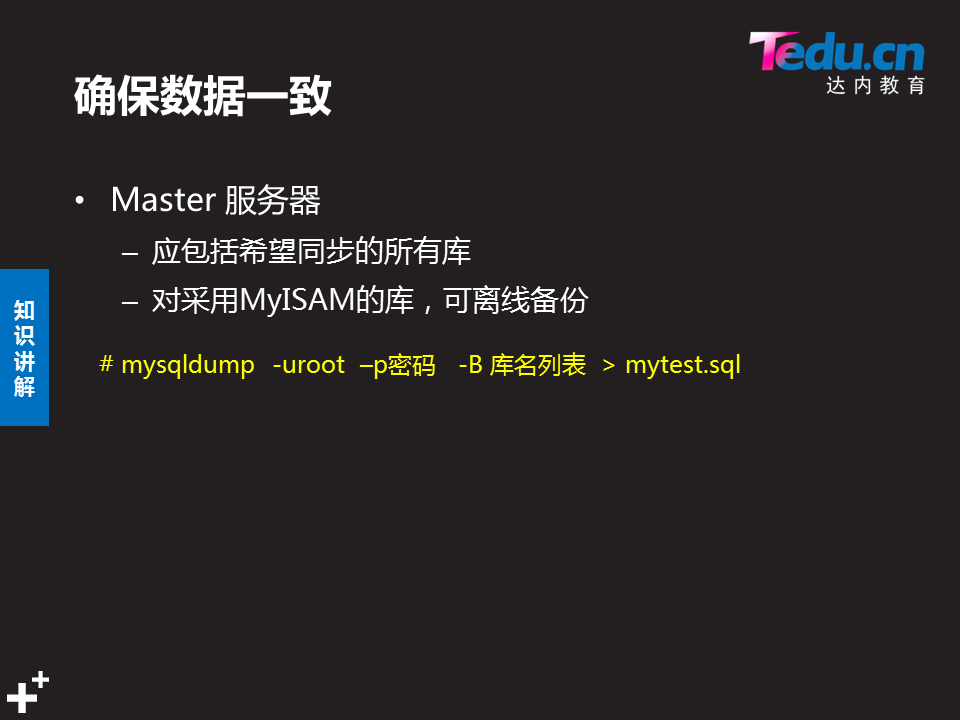 Tedu.cn
达内教育
确保数据一致
• Master 服务器
– 应包括希望同步的所有库
– 对采用MyISAM的库，可离线备份
知识讲解
# mysqldump -uroot –p密码 -B 库名列表 > mytest.sql